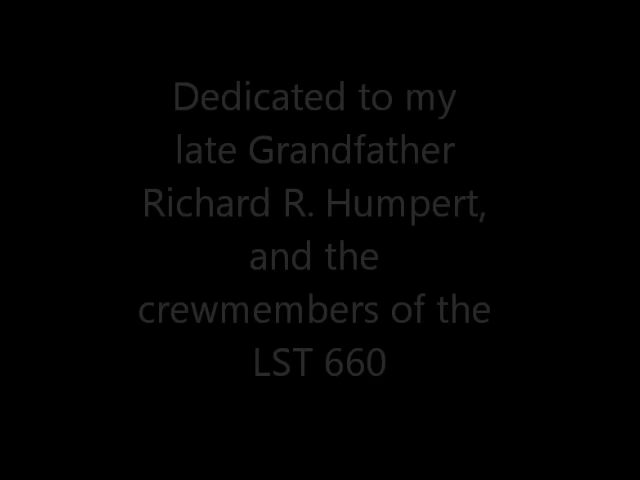 Dedicated to my
late Grandfather
Richard R. Humpert,
and the
crewmembers of the
LST 660